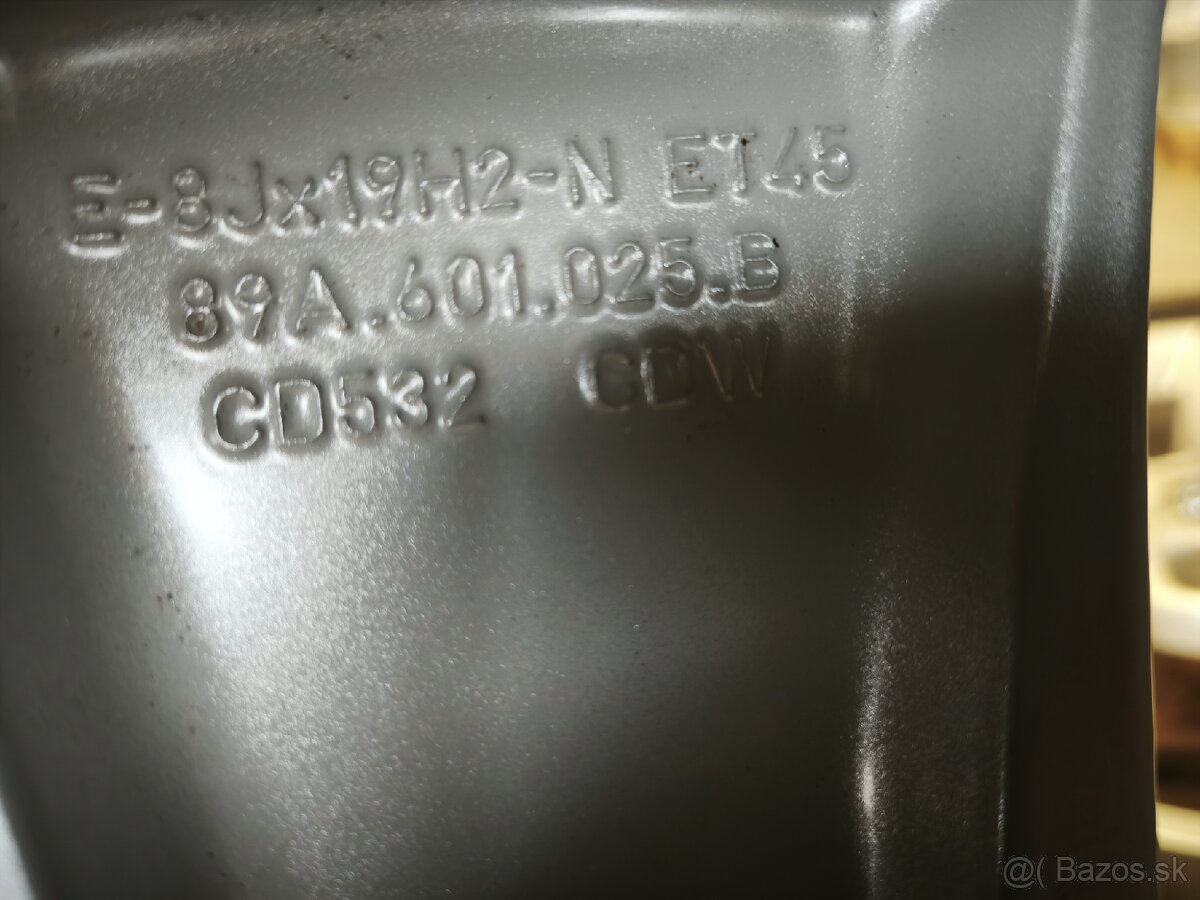 E-8Jx19H2-N ET45
89A.601.025.B
CD532 CDW
@( Bazos.sk